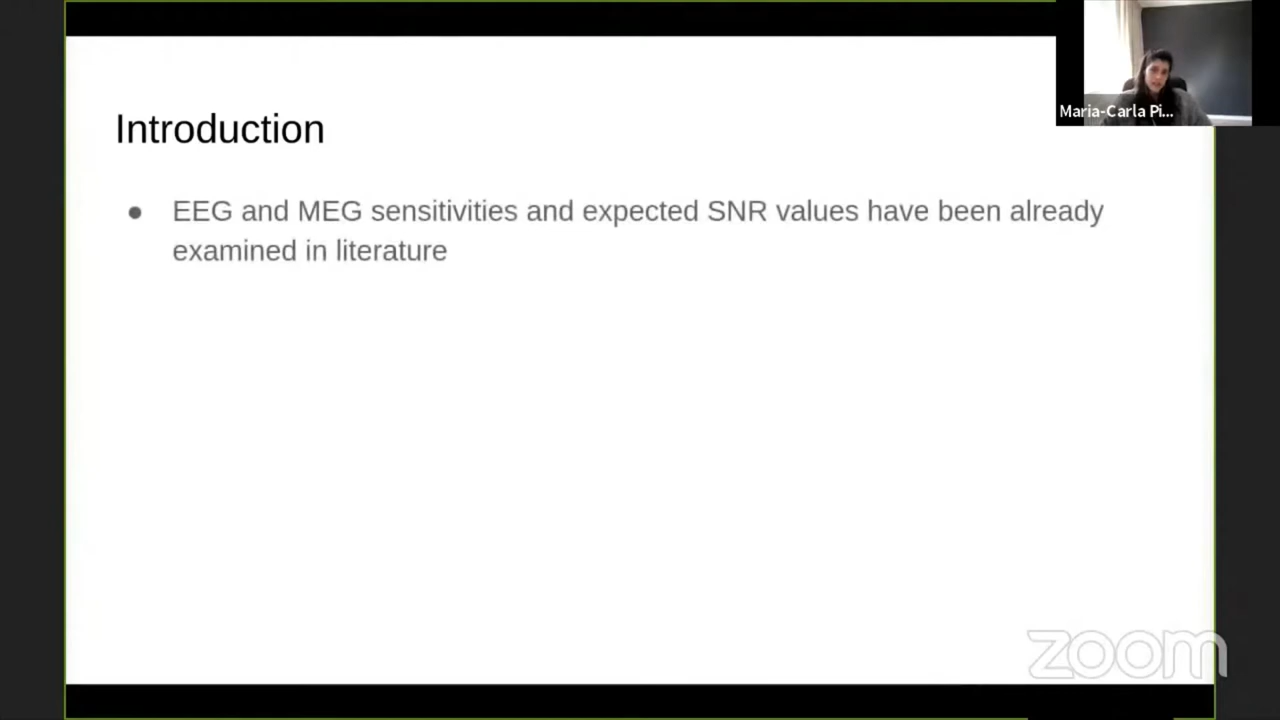 Maria-Carla Pi...
Introduction
● EEG and MEG sensitivities and expected SNR values have been already
examined in literature
zoom